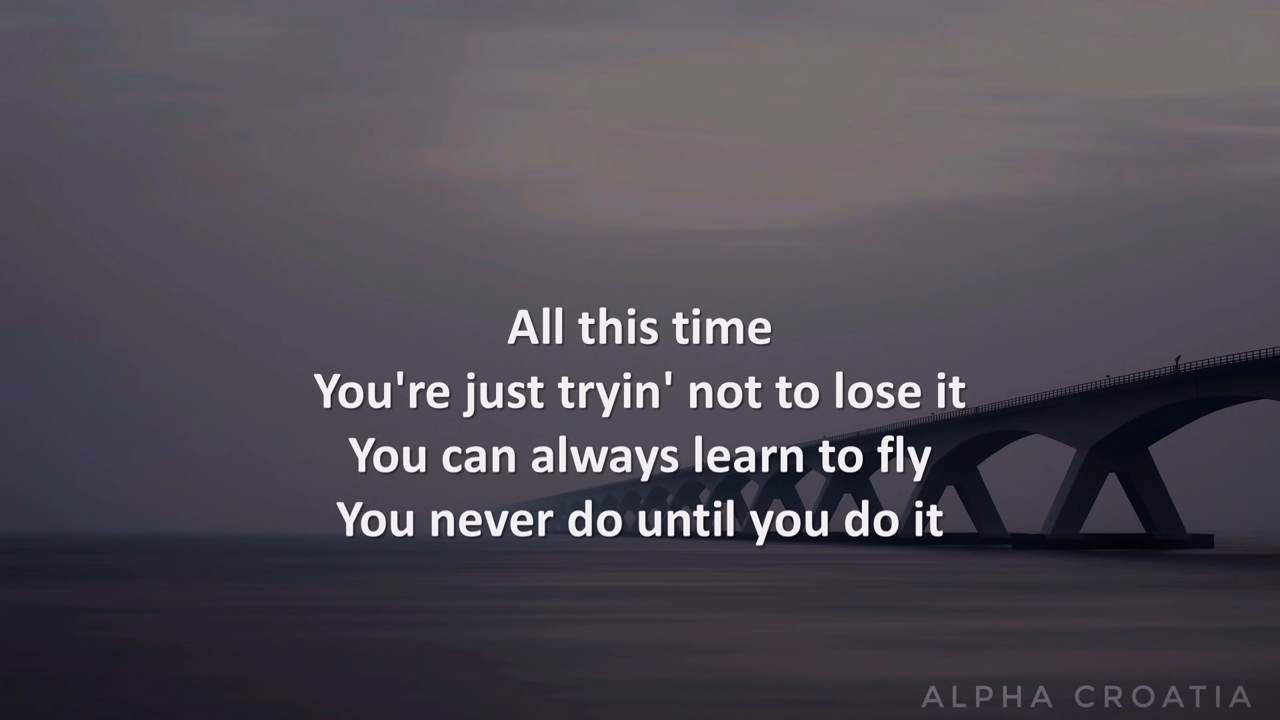 All this time
You're just tryin' not to lose it
You can always learn to fly
You never do until you do it
ALPHA CROATIA